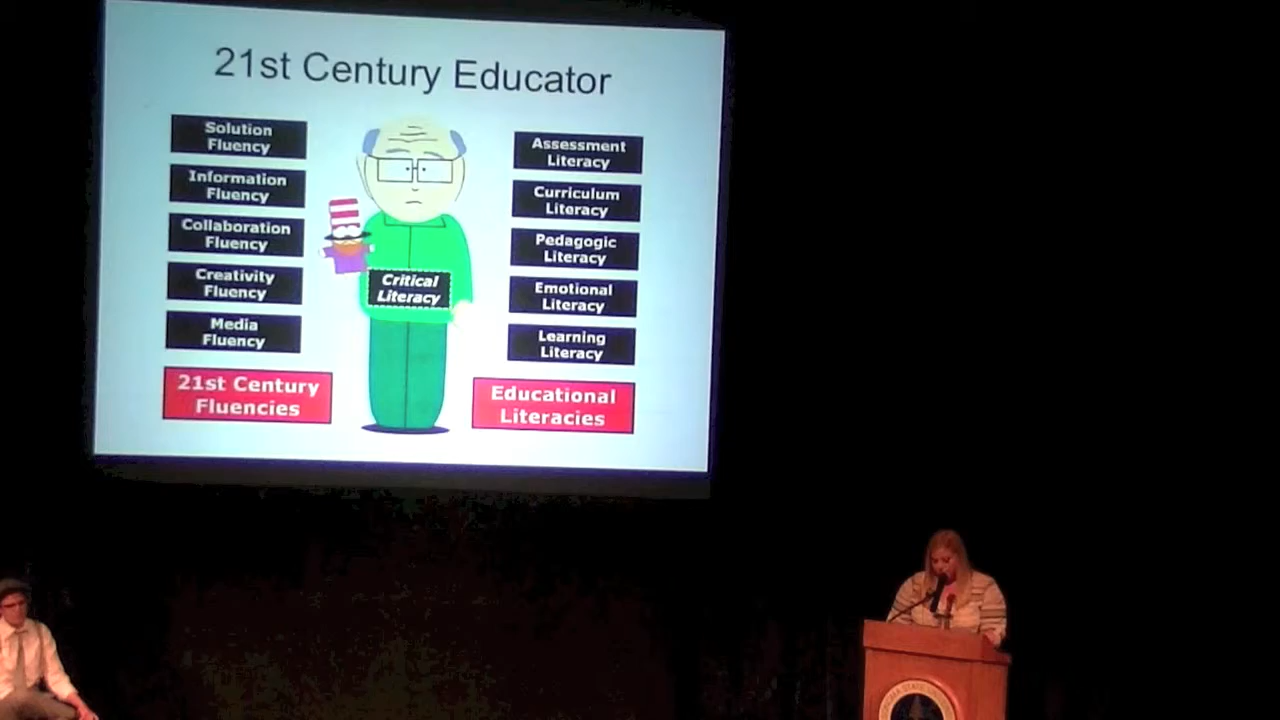 21st Century Educator
Solution
Fluency
Information
Fluency
Collaboration
Fluency
Creativity
Fluency
Media
Fluency
21st Century
Fluencies
Critical
Literacy
Assessment
Literacy
Curriculum
Literacy
Pedagogic
Literacy
Emotional
Literacy
Learning
Literacy
Educational
Literacies
STATE